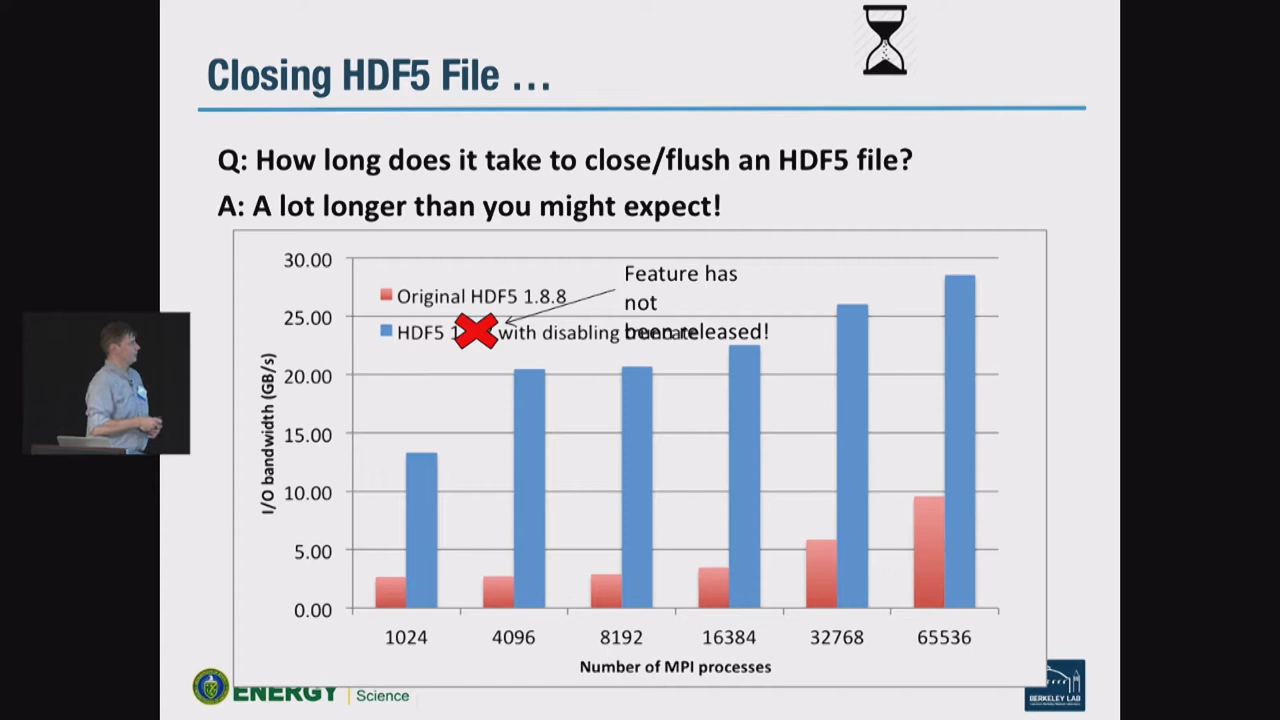 Closing HDF5 File ...
Q: How long does it take to close/flush an HDF5 file?
A: A lot longer than you might expect!
30.00
25.00
20.00
15.00
10.00
5.00
0.00
I/O bandwidth (GB/s)
Original HDF5 1.8.8
HDF5 1 with disabling
Feature has
not
been released!
1024 4096 8192 16384 32768 65536
Number of MPI processes
ENERGY
Science
BERKELEY LAB